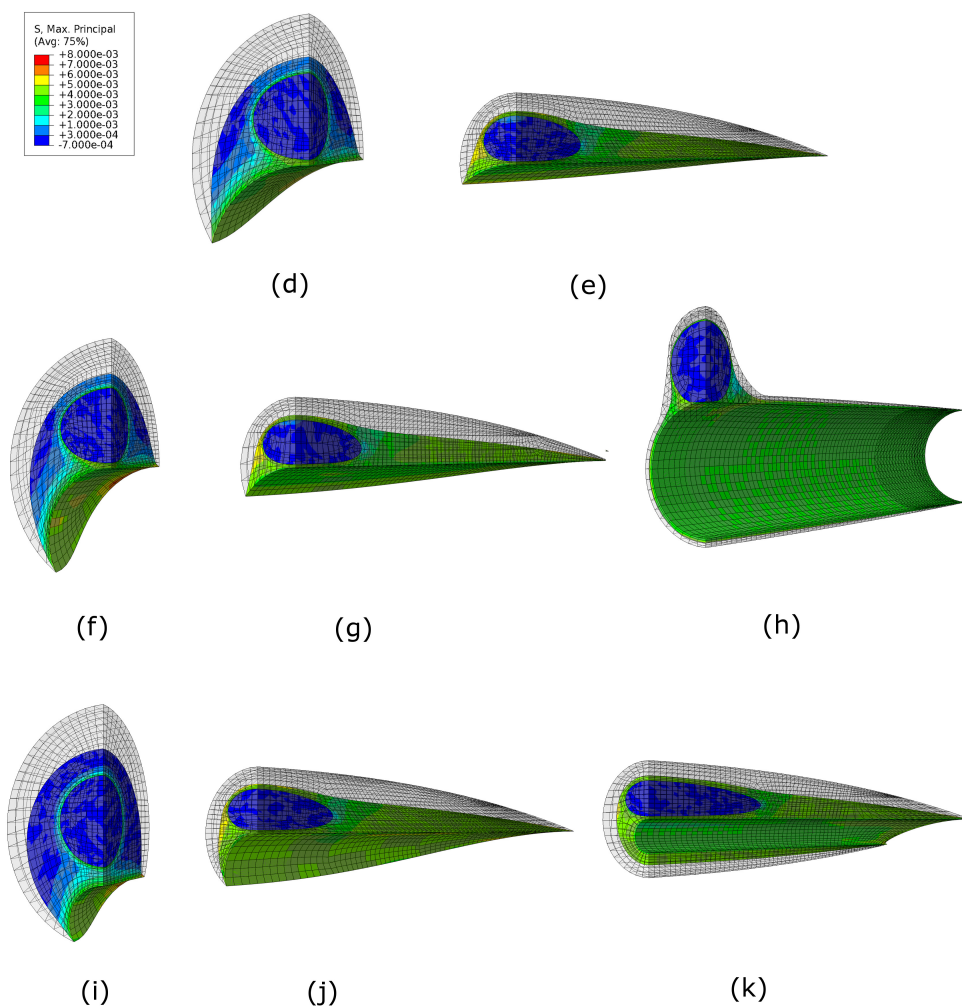 S, Max. Principal
(Avg: 75%)
+8.000e-03
+7.000e-03
+6.000e-03
+5.000e-03
+4.000e-03
+3.000e-03
+2.000e-03
+1.000e-03
+3.000e-04
-7.000e-04
(d)
(e)
(f)
(g)
(h)
(i)
(j)
(k)